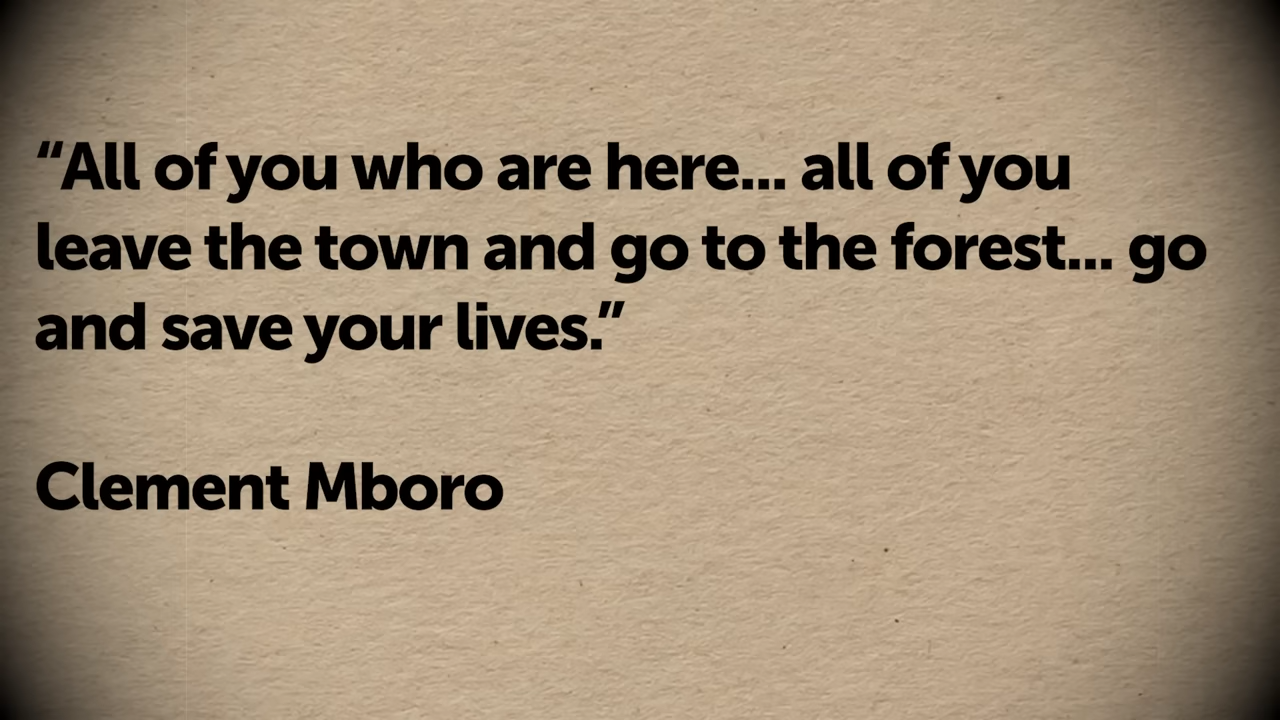 “All of you who are here... all of you
leave the town and go to the forest... go
and save your lives.”
Clement Mboro